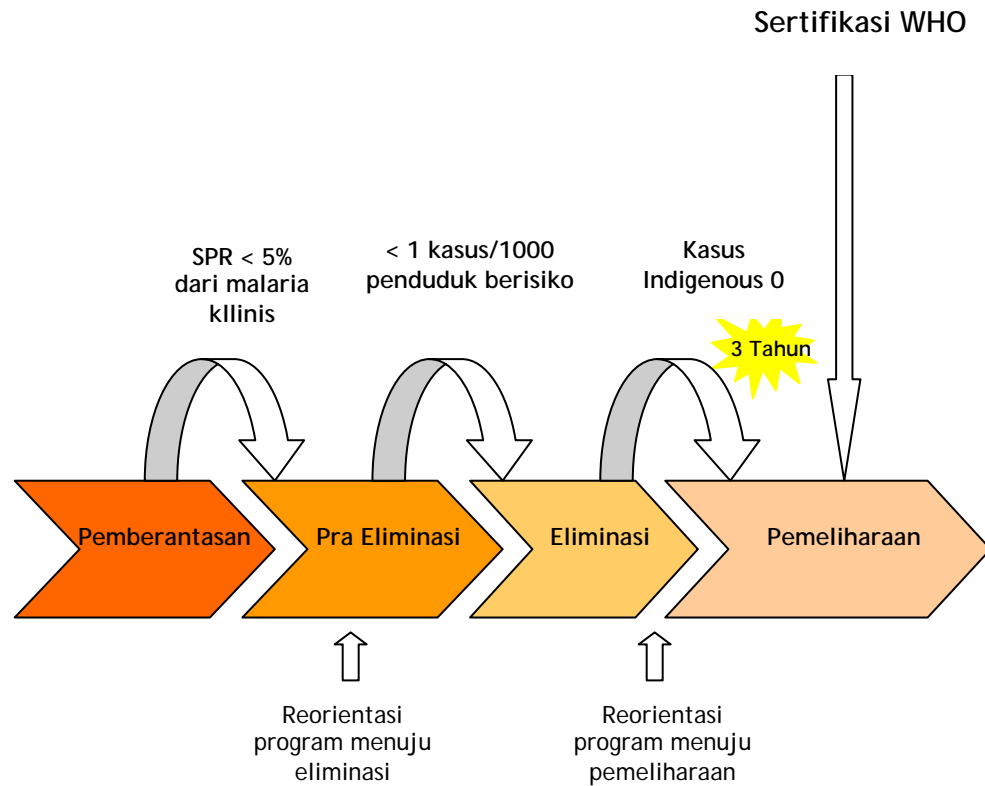 Sertifikasi WHO
SPR < 5%
dari malaria
kllinis
< 1 kasus/1000
penduduk berisiko
Kasus
Indigenous 0
3 Tahun
Pemberantasan
Pra Eliminasi
Eliminasi
Pemeliharaan
Reorientasi
program menuju
eliminasi
Reorientasi
program menuju
pemeliharaan